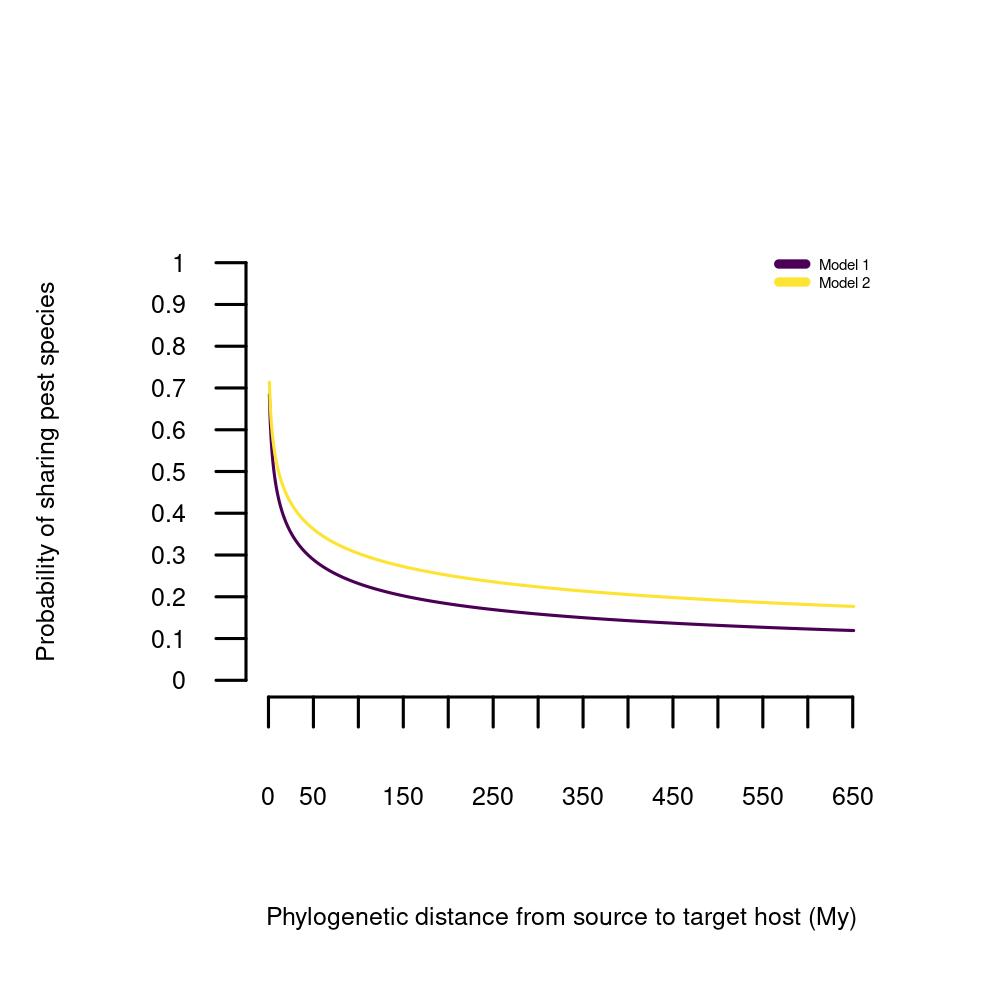 Model 1
Model 2
Probability of sharing pest species
1
0.9
0.8
0.7
0.6
0.5
0.4
0.3
0.2
0.1
0
0 50 150 250 350 450 550 650
Phylogenetic distance from source to target host (My)